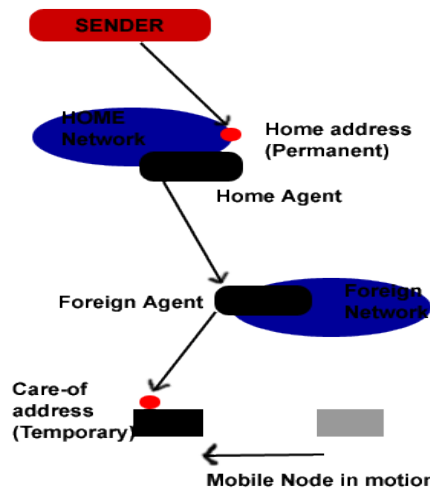 SENDER
HOME
Network
Home address
(Permanent)
Home Agent
Foreign Agent
Foreign
Network
Care-of
address
(Temporary)
Mobile Node in motion